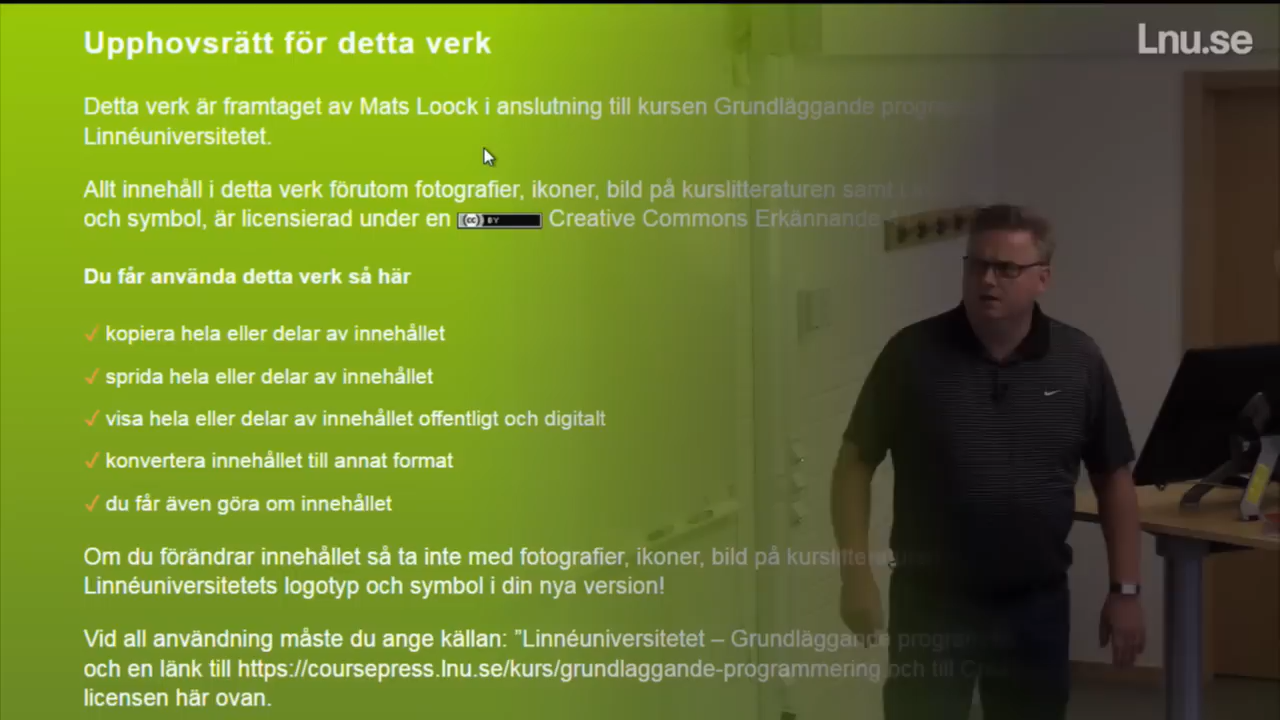 Upphovsrätt för detta verk
Lnu.se
Detta verk är framtaget av Mats Loock i anslutning till kursen Grundläggande
Linnéuniversitetet.
Allt innehåll i detta verk förutom fotografier, ikoner, bild på kurslitteraturen samt
och symbol, är licensierad under en (cc) BY Creative Commons Erkännande
Du får använda detta verk så här
✓ kopiera hela eller delar av innehållet
✓ sprida hela eller delar av innehållet
✓ visa hela eller delar av innehållet offentligt och digitalt
✓ konvertera innehållet till annat format
✓ du får även göra om innehållet
Om du förändrar innehållet så ta inte med fotografier, ikoner, bild på
Linnéuniversitetets logotyp och symbol i din nya version!
Vid all användning måste du ange källan: ”Linnéuniversitetet – Grundläggande
och en länk till https://coursepress.lnu.se/kurs/grundlaggande-programmering och till
licensen här ovan.